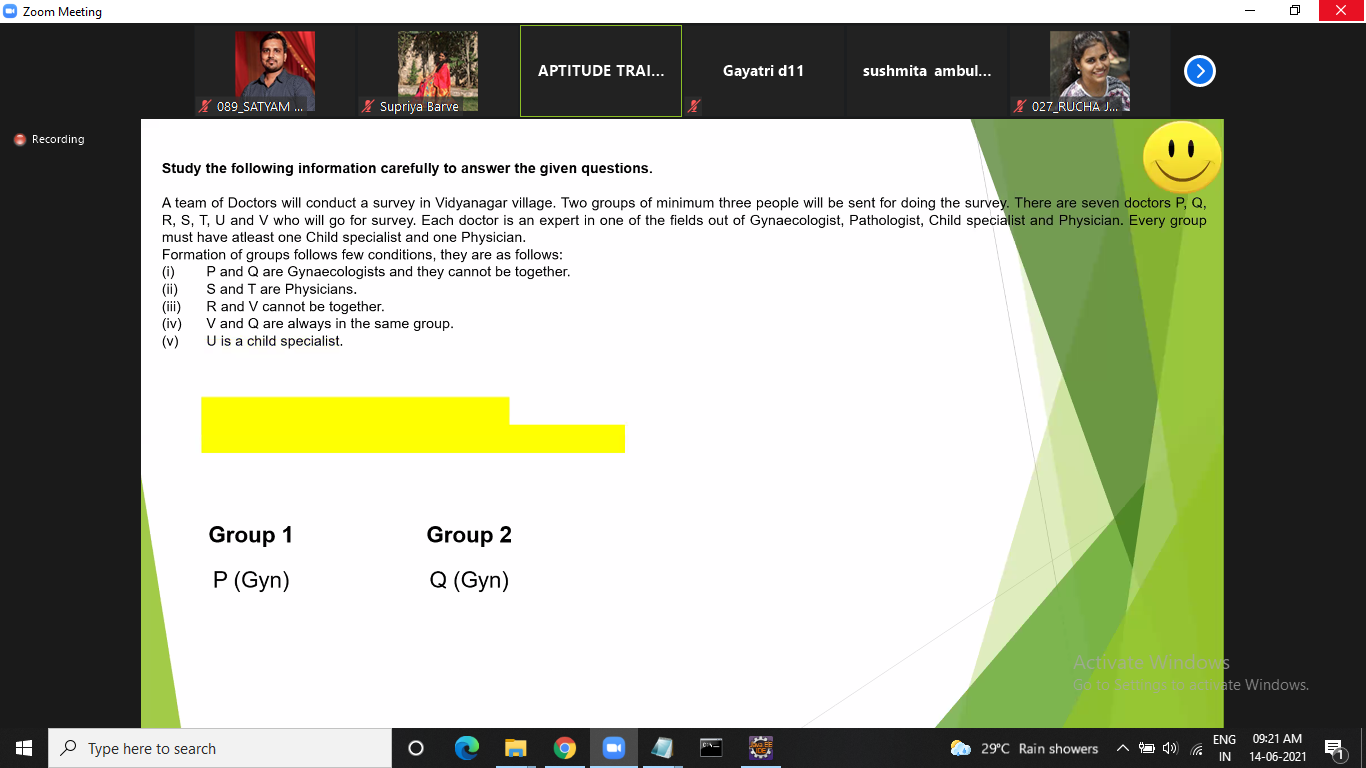 Zoom Meeting
089_SATYAM ...
Supriya Barve
APTITUDE TRAI...
Gayatri d11
sushmita ambul...
027_RUCHA J...
Recording
Study the following information carefully to answer the given questions.
A team of Doctors will conduct a survey in Vidyanagar village. Two groups of minimum three people will be sent for doing the survey. There are seven doctors P, Q,
R, S, T, U and V who will go for survey. Each doctor is an expert in one of the fields out of Gynaecologist, Pathologist, Child specialist and Physician. Every group
must have atleast one Child specialist and one Physician.
Formation of groups follows few conditions, they are as follows:
(i) P and Q are Gynaecologists and they cannot be together.
(ii) S and T are Physicians.
(iii) R and V cannot be together.
(iv) V and Q are always in the same group.
(v) U is a child specialist.
Group 1 Group 2
P (Gyn) Q (Gyn)
Activate Windows
Go to Settings to activate Windows.
Type here to search
29°C Rain showers
ENG
IN
09:21 AM
14-06-2021
1